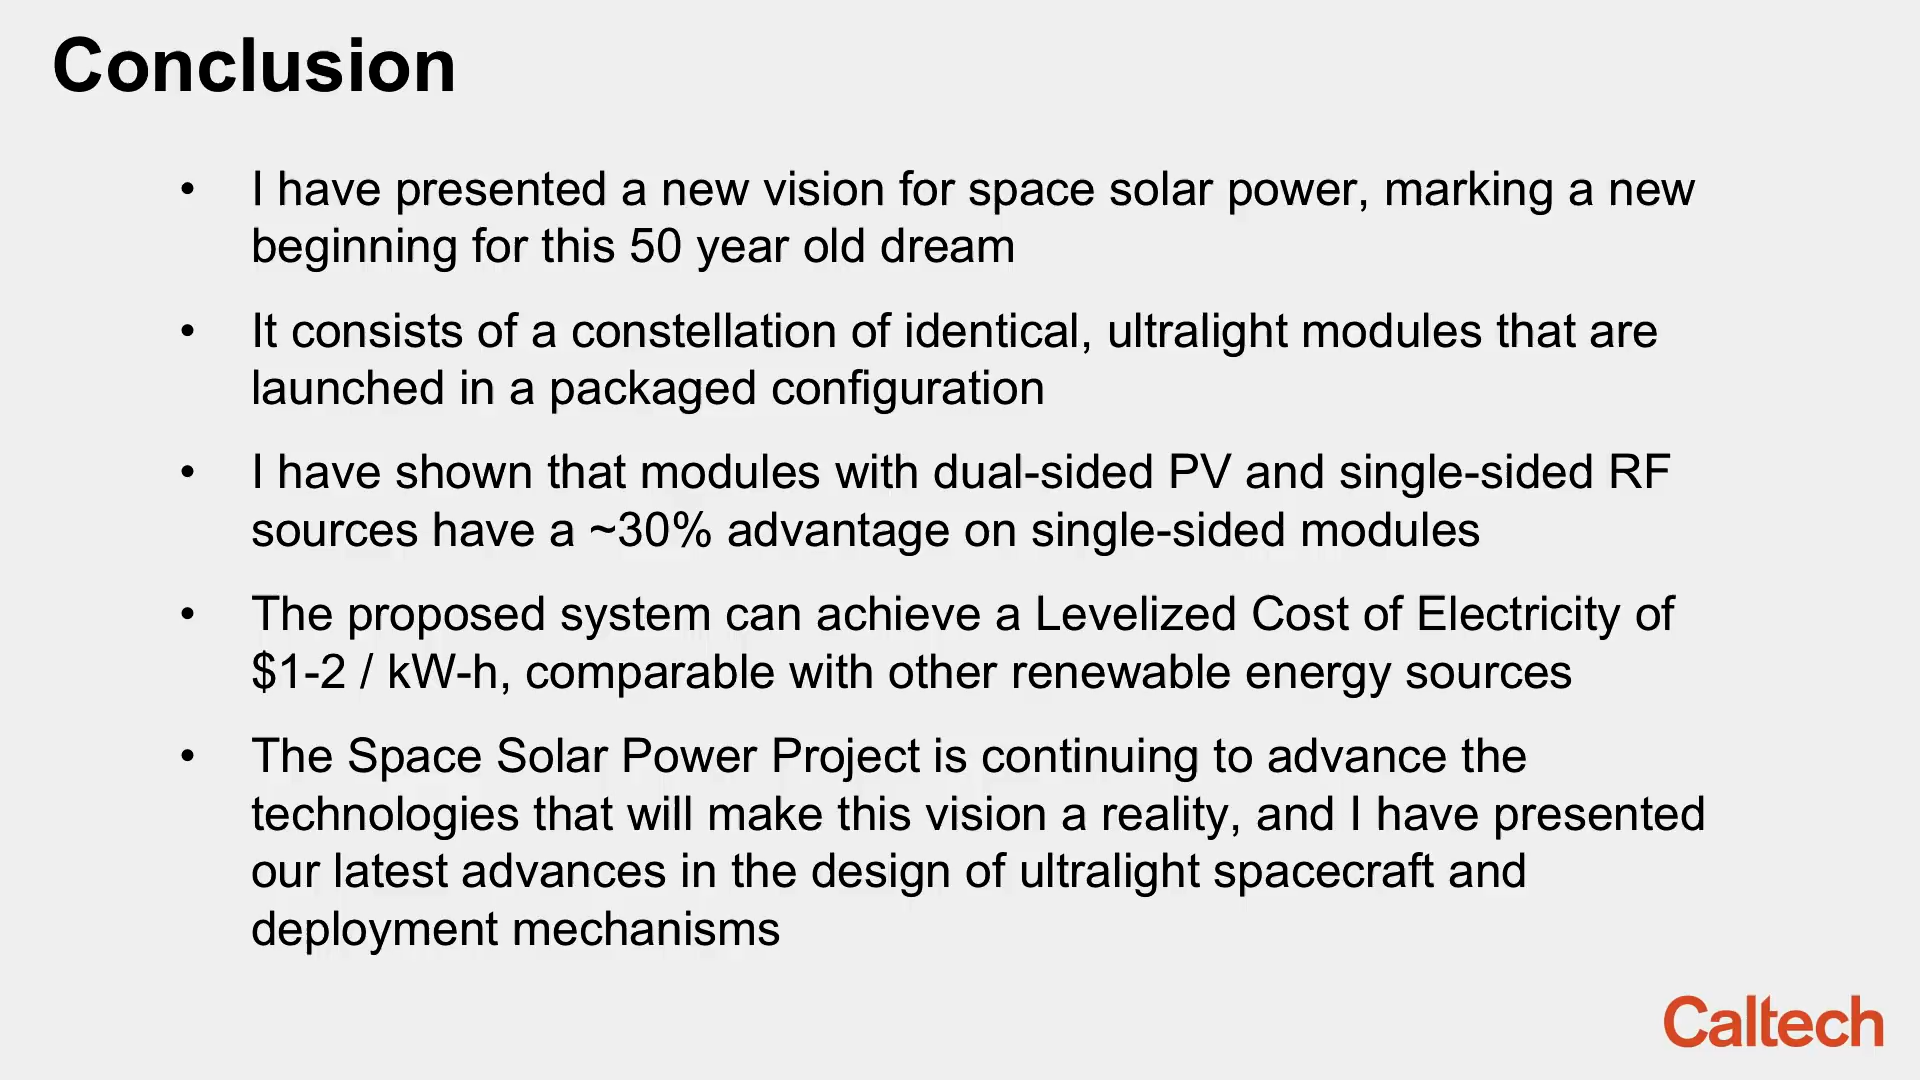 Conclusion
• I have presented a new vision for space solar power, marking a new
beginning for this 50 year old dream
• It consists of a constellation of identical, ultralight modules that are
launched in a packaged configuration
• I have shown that modules with dual-sided PV and single-sided RF
sources have a ~30% advantage on single-sided modules
• The proposed system can achieve a Levelized Cost of Electricity of
$1-2 / kW-h, comparable with other renewable energy sources
• The Space Solar Power Project is continuing to advance the
technologies that will make this vision a reality, and I have presented
our latest advances in the design of ultralight spacecraft and
deployment mechanisms
Caltech